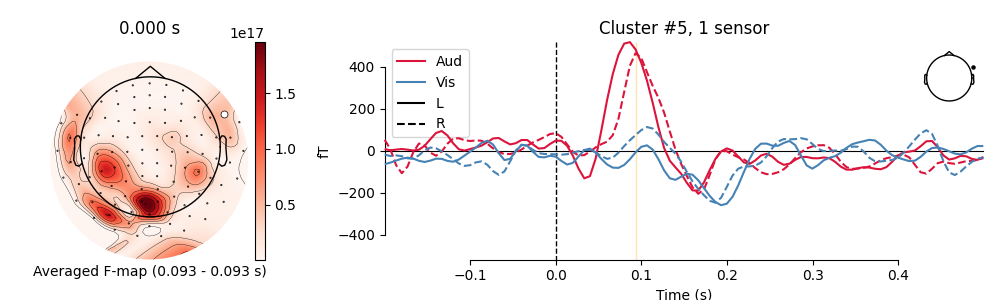 0.000 s
1e17
1.5
1.0
0.5
Averaged F-map (0.093 - 0.093 s)
Cluster #5, 1 sensor
Aud
Vis
L
R
fT
400
200
0
−200
−400
−0.1
0.0
0.1
0.2
0.3
0.4
Time (s)